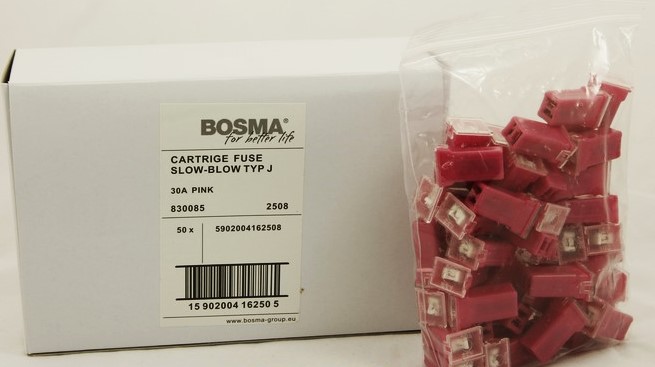 BOSMA®
for better life
CARTRIGE FUSE
SLOW-BLOW TYP J
30A PINK
830085 2508
50 x 5902004162508
15 902004 16250 5
www.bosma-group.eu